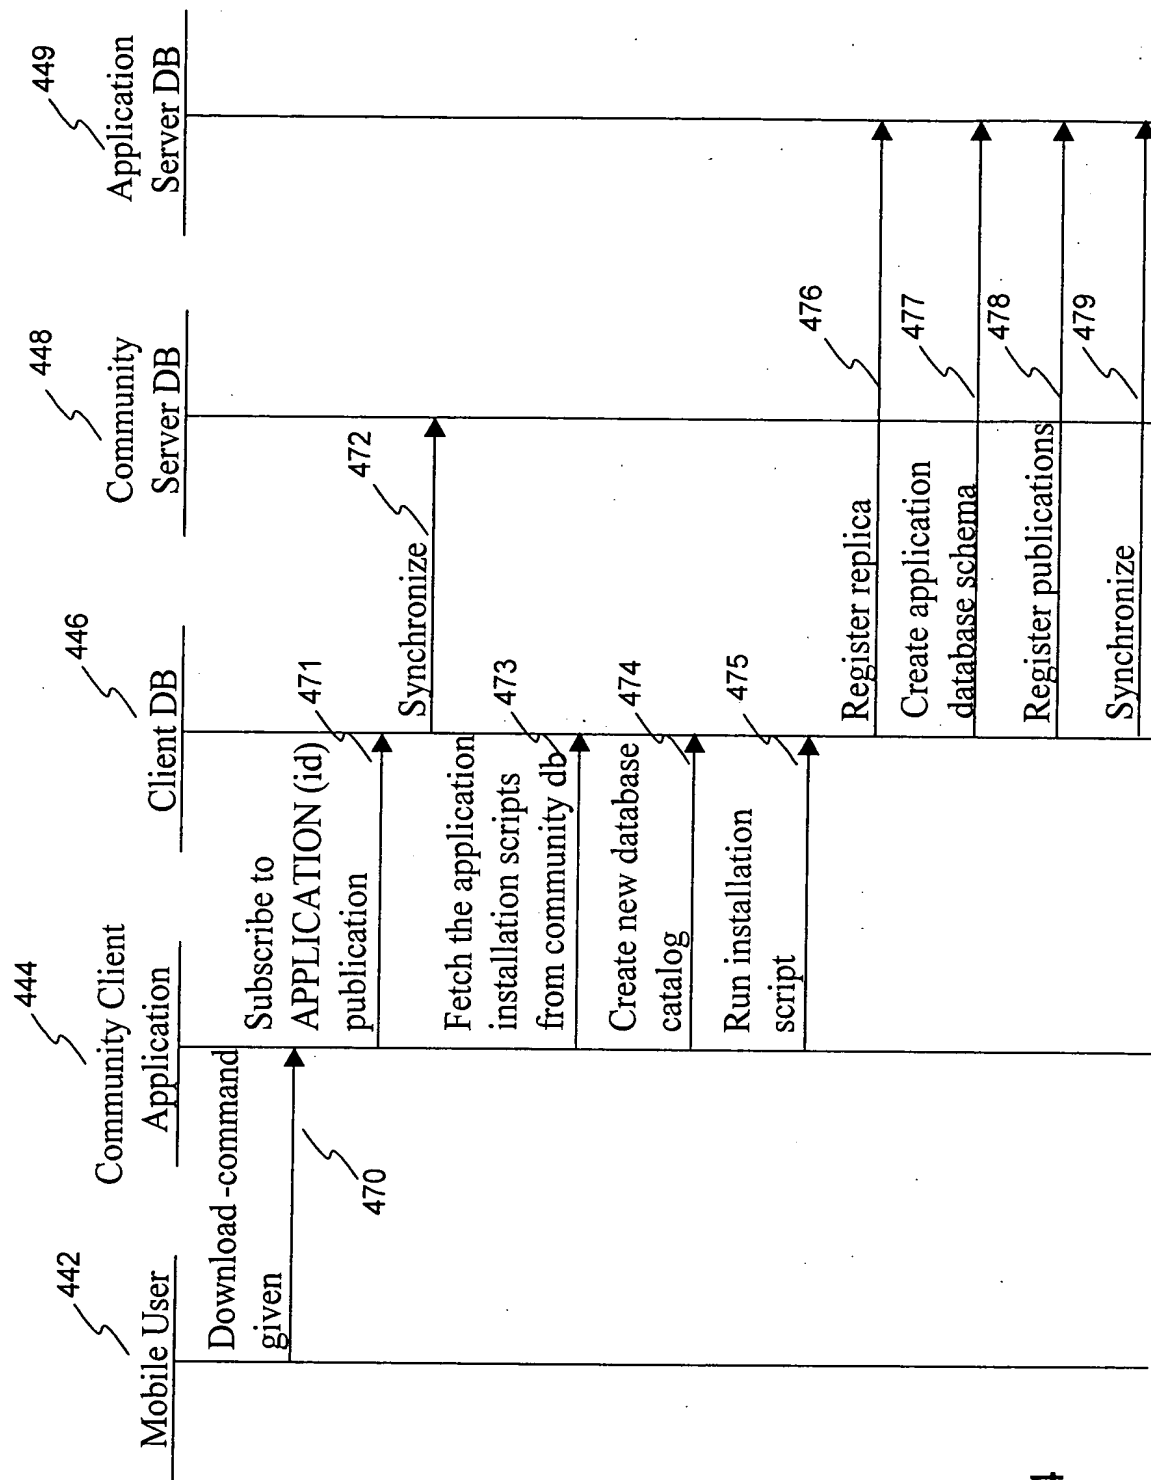 442
Mobile User
444
Community Client
Application
446
Client DB
448
Community
Server DB
449
Application
Server DB
Download -command
given
470
Subscribe to
APPLICATION (id)
publication
471
Synchronize
472
Fetch the application
installation scripts
from community db
473
Create new database
catalog
474
Run installation
script
475
Register replica
476
Create application
database schema
477
Register publications
478
Synchronize
479